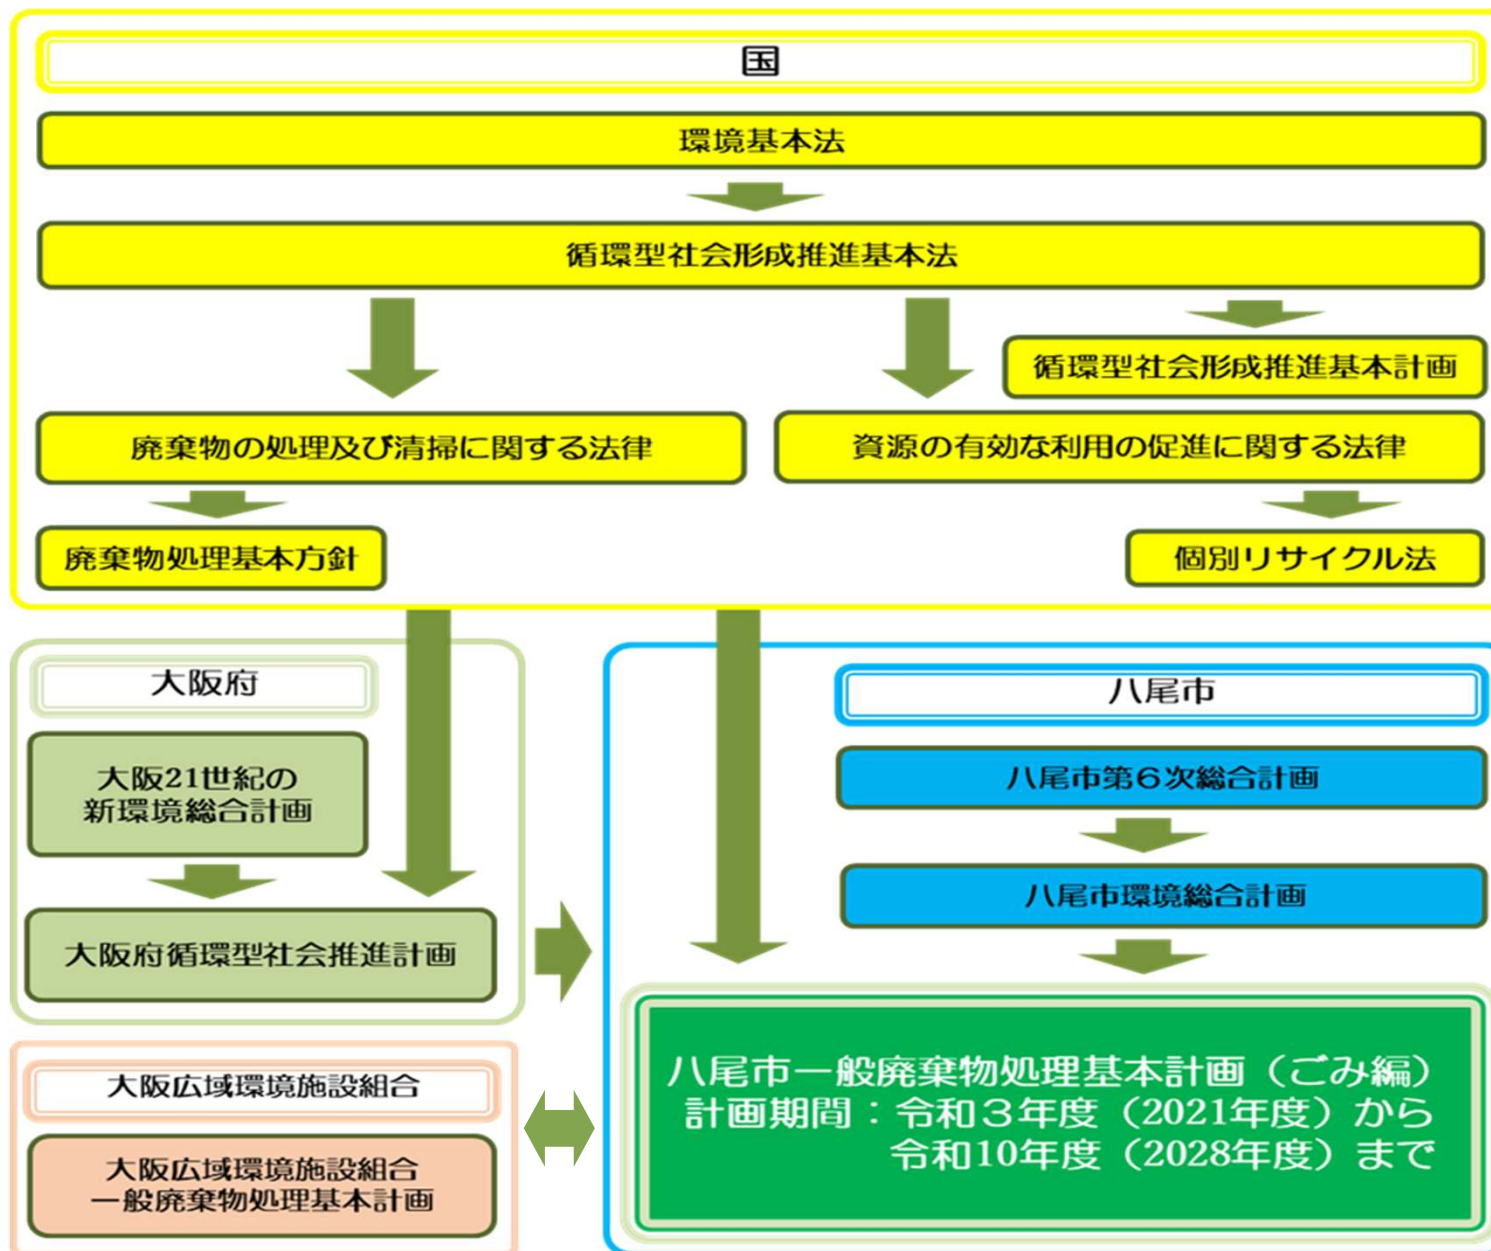 国
環境基本法
循環型社会形成推進基本法
循環型社会形成推進基本計画
廃棄物の処理及び清掃に関する法律
資源の有効な利用の促進に関する法律
廃棄物処理基本方針
個別リサイクル法
大阪府
大阪21世紀の
新環境総合計画
大阪府循環型社会推進計画
八尾市
八尾市第6次総合計画
八尾市環境総合計画
八尾市一般廃棄物処理基本計画（ごみ編）
計画期間：令和3年度（2021年度）から
令和10年度（2028年度）まで
大阪広域環境施設組合
大阪広域環境施設組合
一般廃棄物処理基本計画